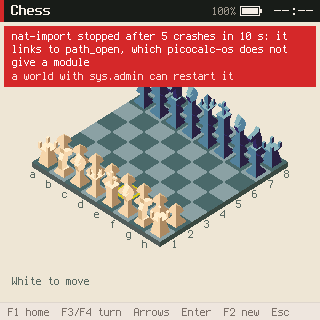 Chess
100%
--:--
nat-import stopped after 5 crashes in 10 s: it
links to path_open, which picocalc-os does not
give a module
a world with sys.admin can restart it
a
b
c
d
e
f
g
h
1
2
3
4
5
6
7
8
White to move
F1 home F3/F4 turn Arrows Enter F2 new Esc